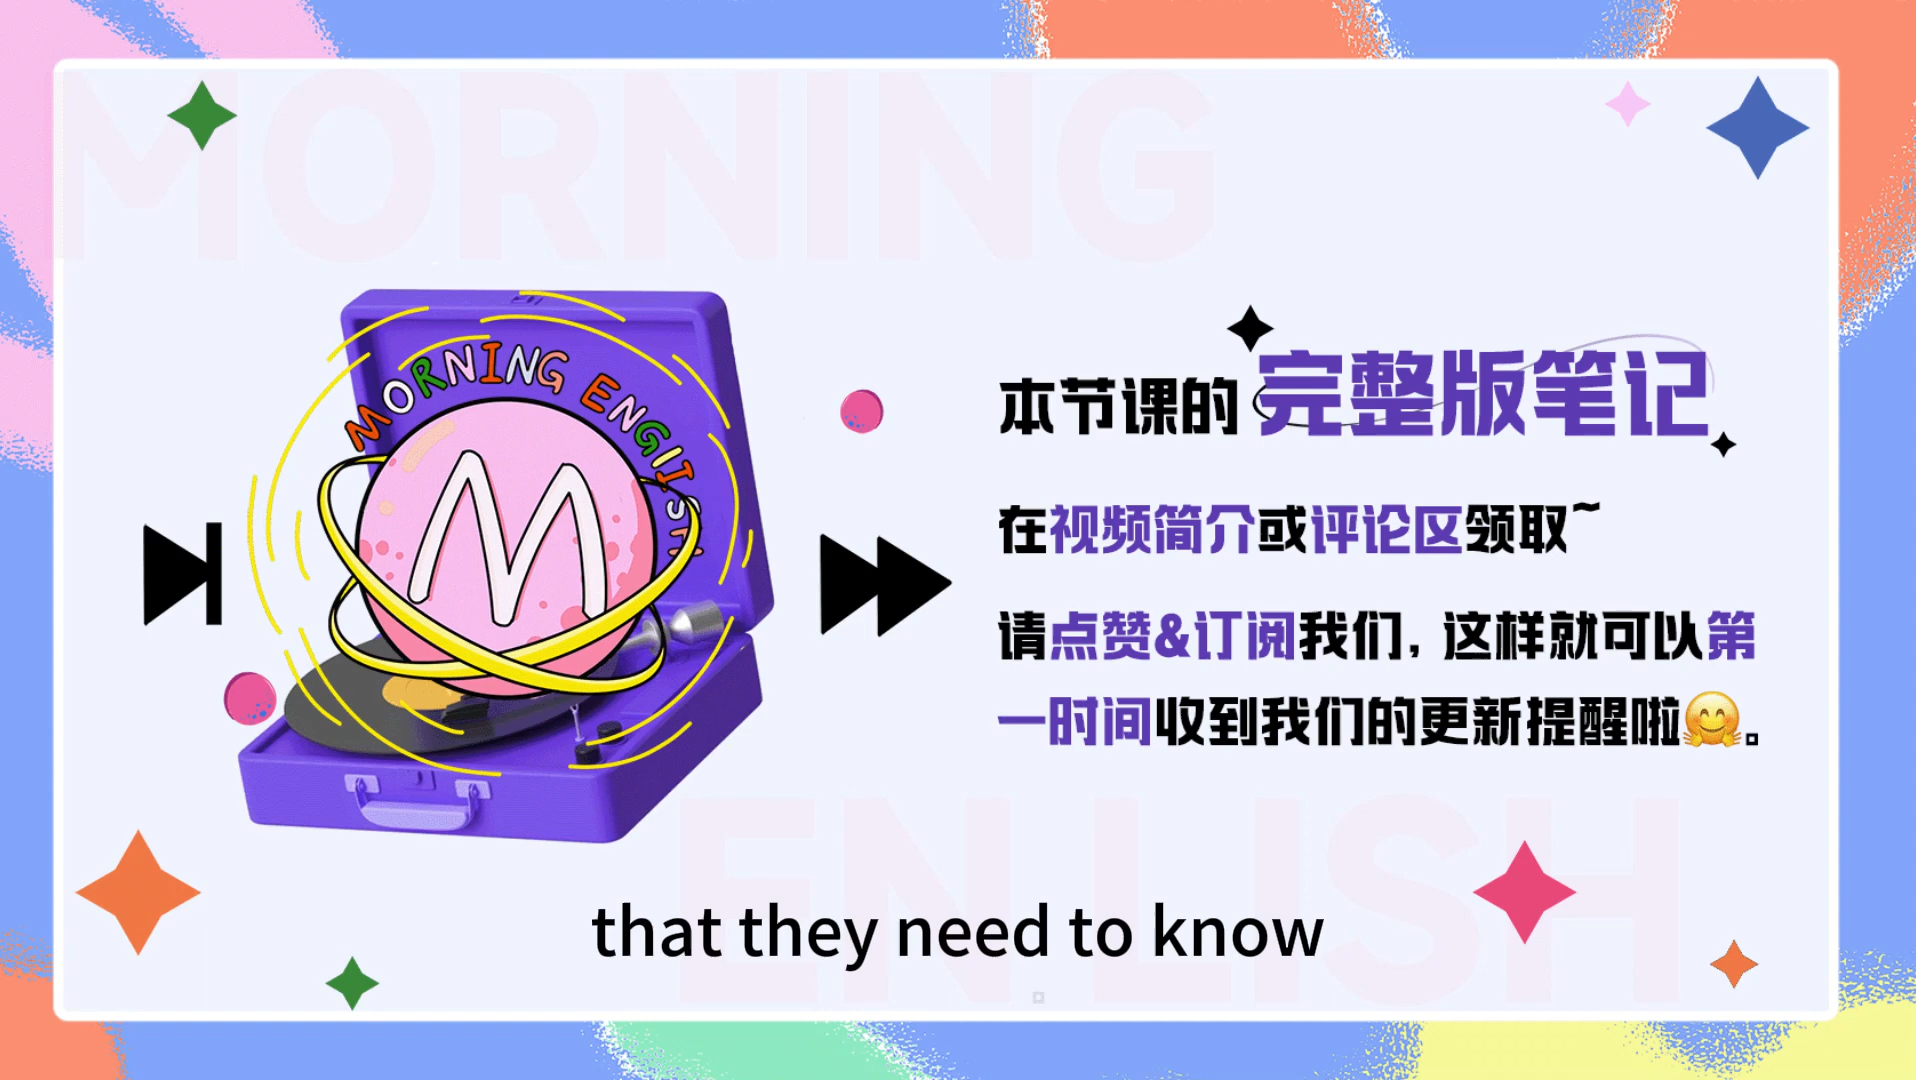 MORNING
MORNING ENGLISH
M
本节课的 完整版笔记
在视频简介或评论区领取~
请点赞&订阅我们，这样就可以第
一时间收到我们的更新提醒啦🤗。
EN LISH
that they need to know